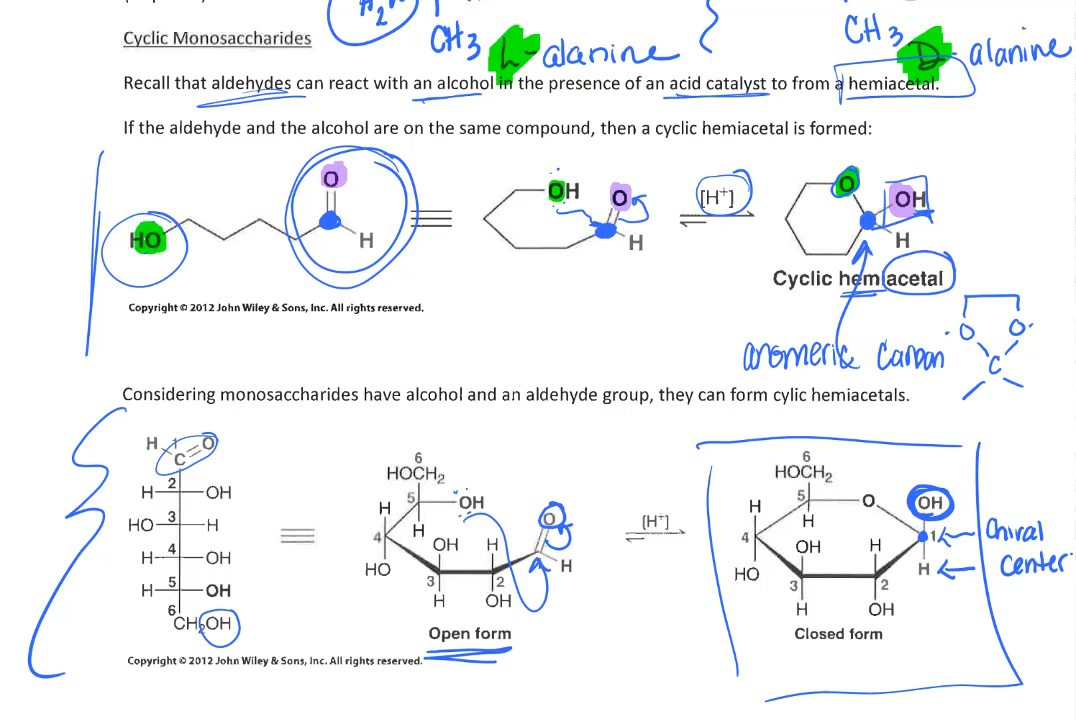 H₂
CH3 L-alanine
CH3 D-alanine
Cyclic Monosaccharides
Recall that aldehydes can react with an alcohol in the presence of an acid catalyst to from a hemiacetal.
If the aldehyde and the alcohol are on the same compound, then a cyclic hemiacetal is formed:
HO O H
OH O H
[H⁺]
O OH H
Cyclic hemiacetal
Copyright © 2012 John Wiley & Sons, Inc. All rights reserved.
anomeric Carbon
O O
C
Considering monosaccharides have alcohol and an aldehyde group, they can form cylic hemiacetals.
H 1 O
C
H 2 OH
HO 3 H
H 4 OH
H 5 OH
6
CH₂OH
6
HOCH₂
5 OH
H H O
4 OH H H
HO 3 2
H OH
Open form
[H⁺]
6
HOCH₂
5 O OH
H H
4 1 Chiral
OH H H center
HO 3 2
H OH
Closed form
Copyright © 2012 John Wiley & Sons, Inc. All rights reserved.